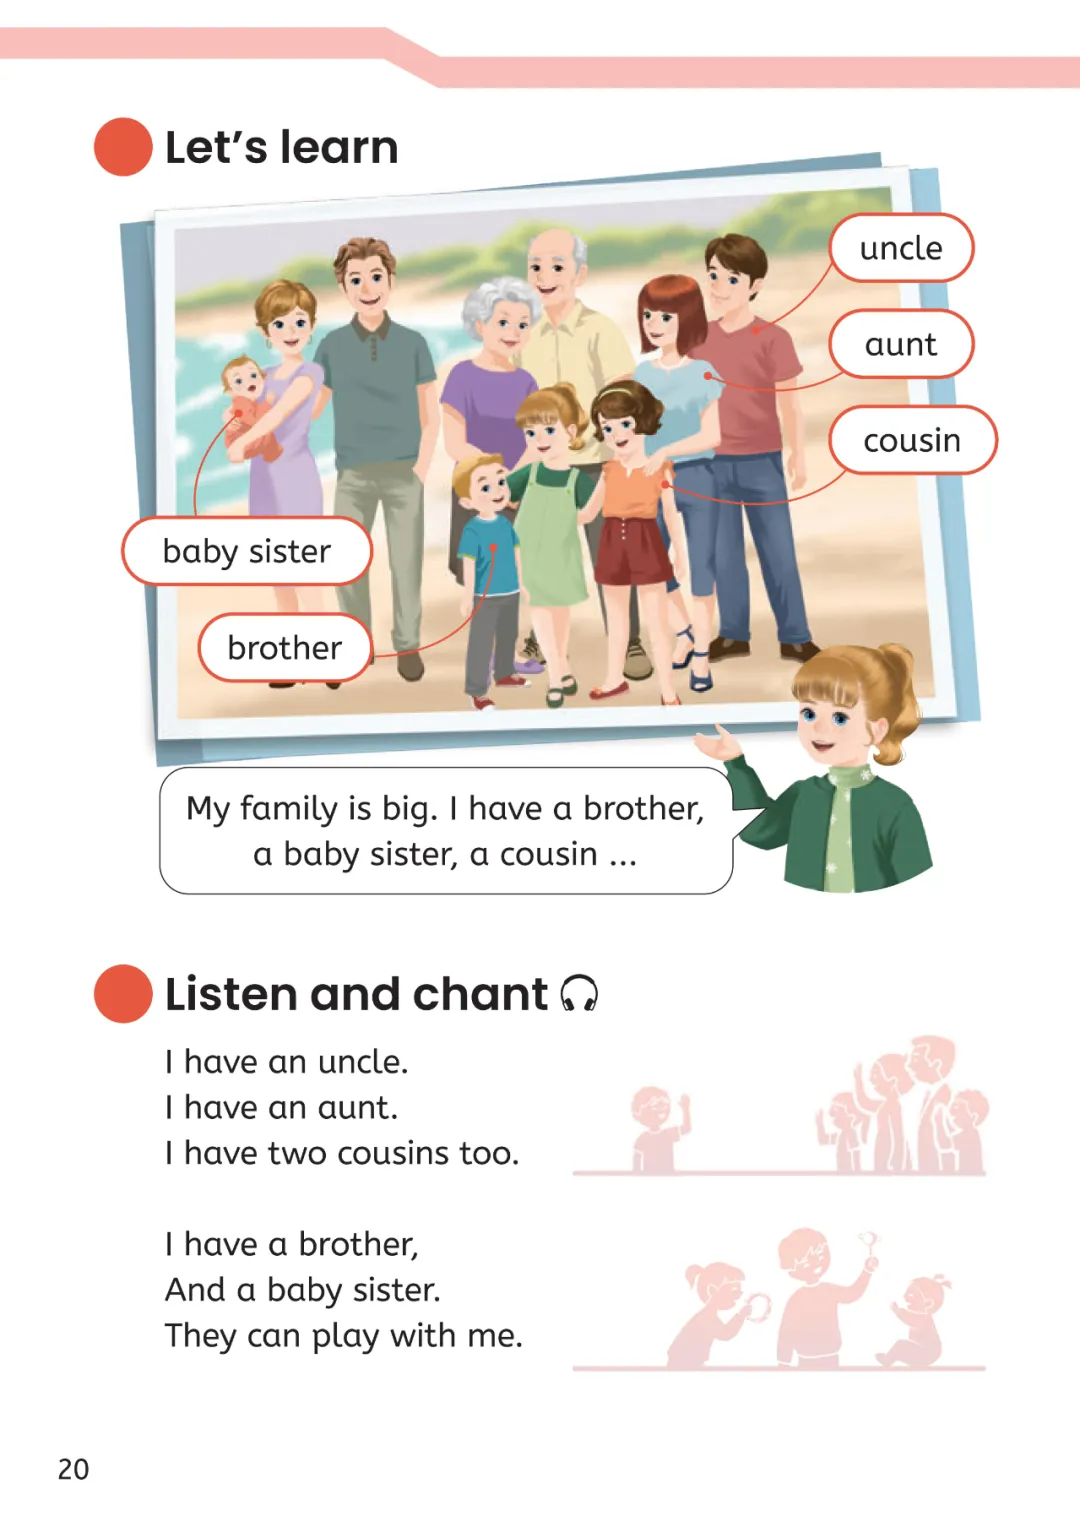 Let's learn
uncle
aunt
cousin
baby sister
brother
My family is big. I have a brother,
a baby sister, a cousin ...
Listen and chant
I have an uncle.
I have an aunt.
I have two cousins too.
I have a brother,
And a baby sister.
They can play with me.
20